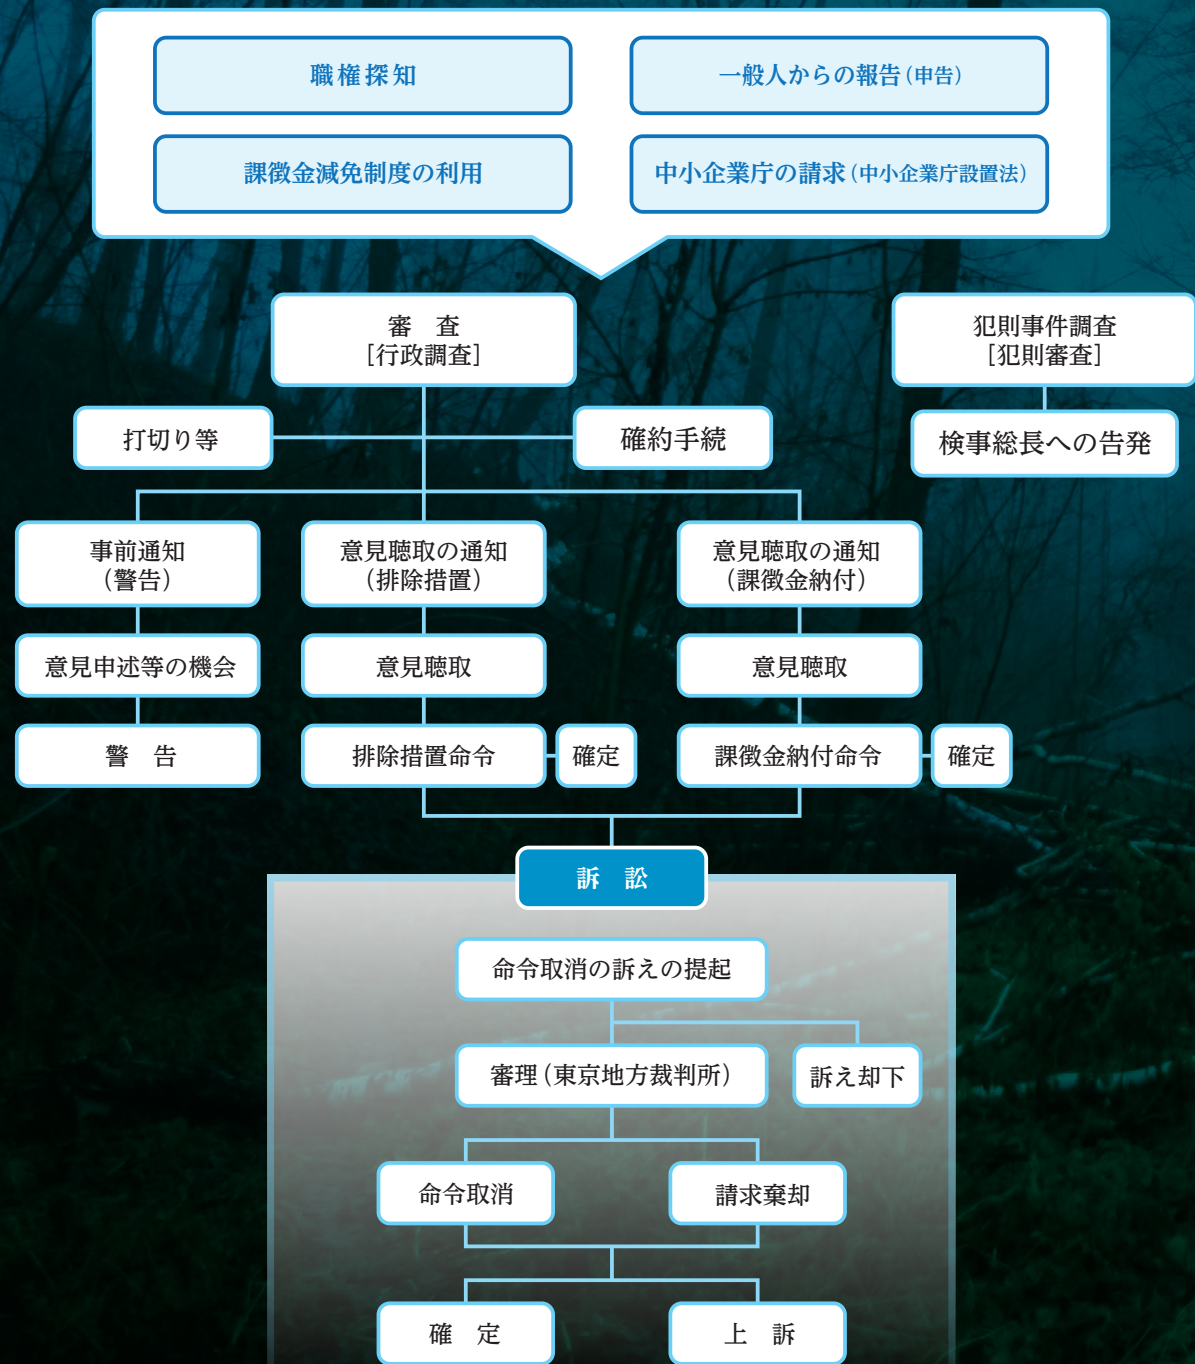 職権探知
一般人からの報告(申告)
課徴金減免制度の利用
中小企業庁の請求(中小企業庁設置法)
審　査
[行政調査]
犯則事件調査
[犯則審査]
打切り等
確約手続
検事総長への告発
事前通知
(警告)
意見聴取の通知
(排除措置)
意見聴取の通知
(課徴金納付)
意見申述等の機会
意見聴取
意見聴取
警　告
排除措置命令
確定
課徴金納付命令
確定
訴　訟
命令取消の訴えの提起
審理(東京地方裁判所)
訴え却下
命令取消
請求棄却
確　定
上　訴